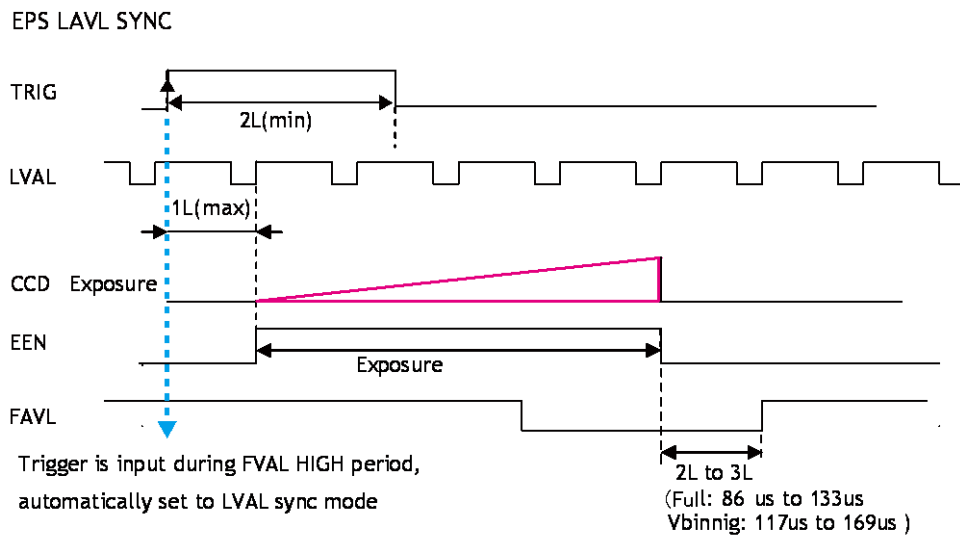 EPS LAVL SYNC
TRIG
2L(min)
LVAL
1L(max)
CCD Exposure
EEN
Exposure
FAVL
Trigger is input during FVAL HIGH period,
automatically set to LVAL sync mode
2L to 3L
(Full: 86 us to 133us
Vbinnig: 117us to 169us )